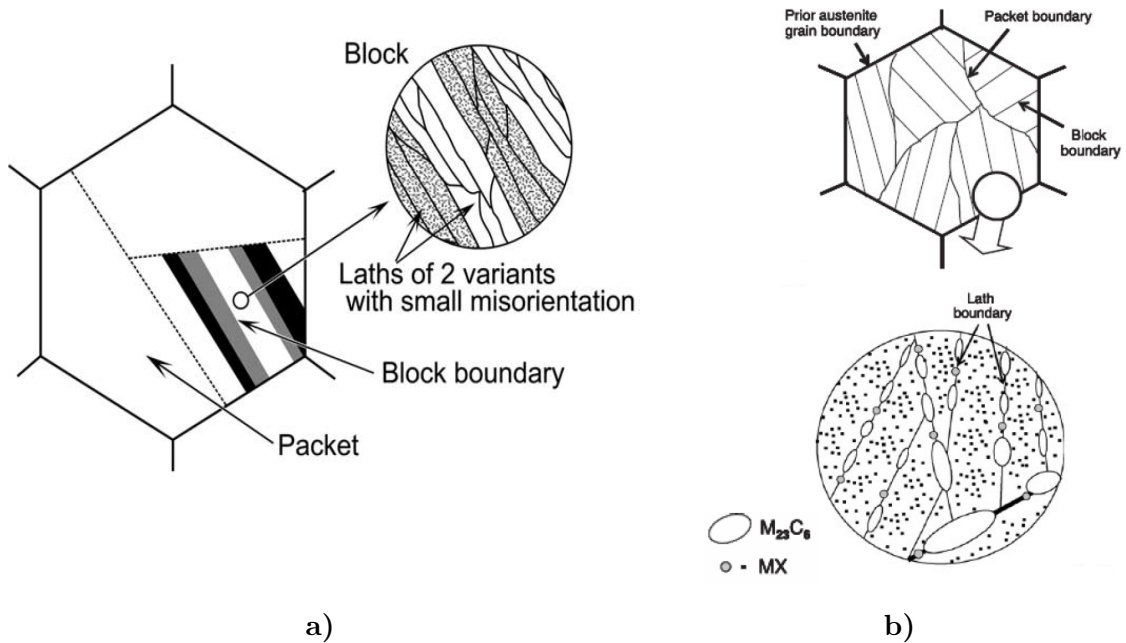 Block
Laths of 2 variants
with small misorientation
Block boundary
Packet
a)
Prior austenite
grain boundary
Packet boundary
Block
boundary
Lath
boundary
M₂₃C₆
MX
b)